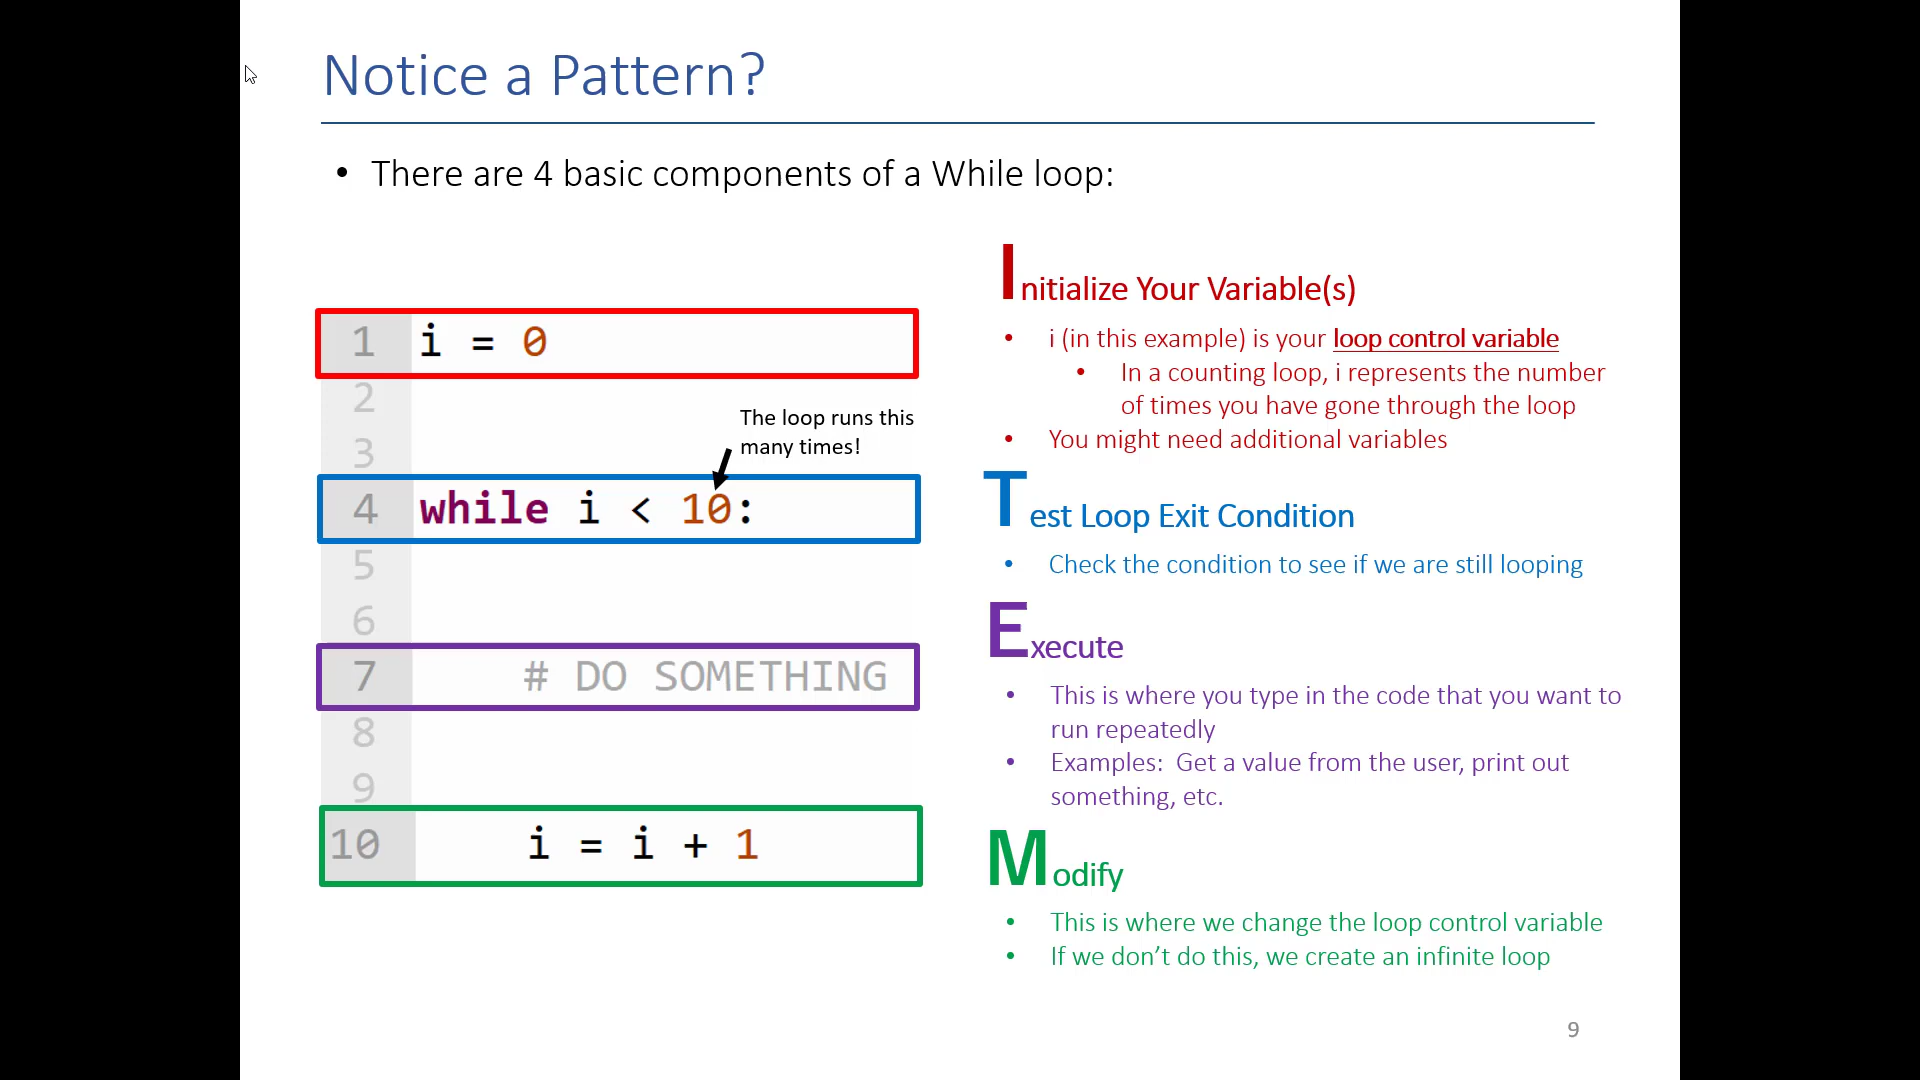 Notice a Pattern?
• There are 4 basic components of a While loop:
1 i = 0
2
3
The loop runs this
many times!
4 while i < 10:
5
6
7 # DO SOMETHING
8
9
10 i = i + 1
Initialize Your Variable(s)
• i (in this example) is your loop control variable
• In a counting loop, i represents the number
of times you have gone through the loop
• You might need additional variables
Test Loop Exit Condition
• Check the condition to see if we are still looping
Execute
• This is where you type in the code that you want to
run repeatedly
• Examples: Get a value from the user, print out
something, etc.
Modify
• This is where we change the loop control variable
• If we don’t do this, we create an infinite loop
9